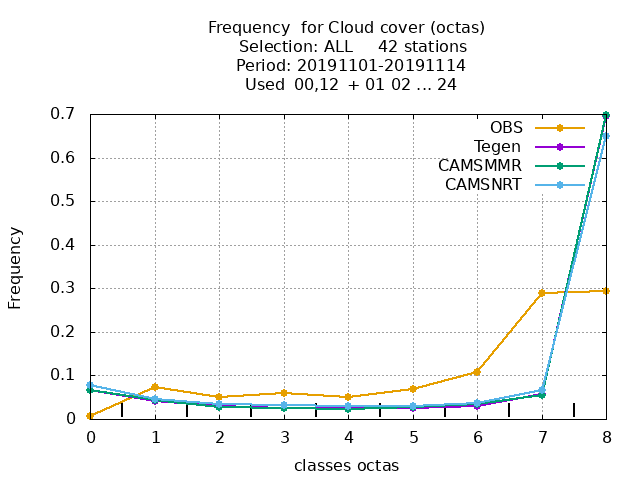 Frequency  for Cloud cover (octas)
Selection: ALL     42 stations
Period: 20191101-20191114
Used  00,12  + 01 02 ... 24
OBS
Tegen
CAMSMMR
CAMSNRT
0.7
0.6
0.5
0.4
0.3
0.2
0.1
0
Frequency
0 1 2 3 4 5 6 7 8
classes octas